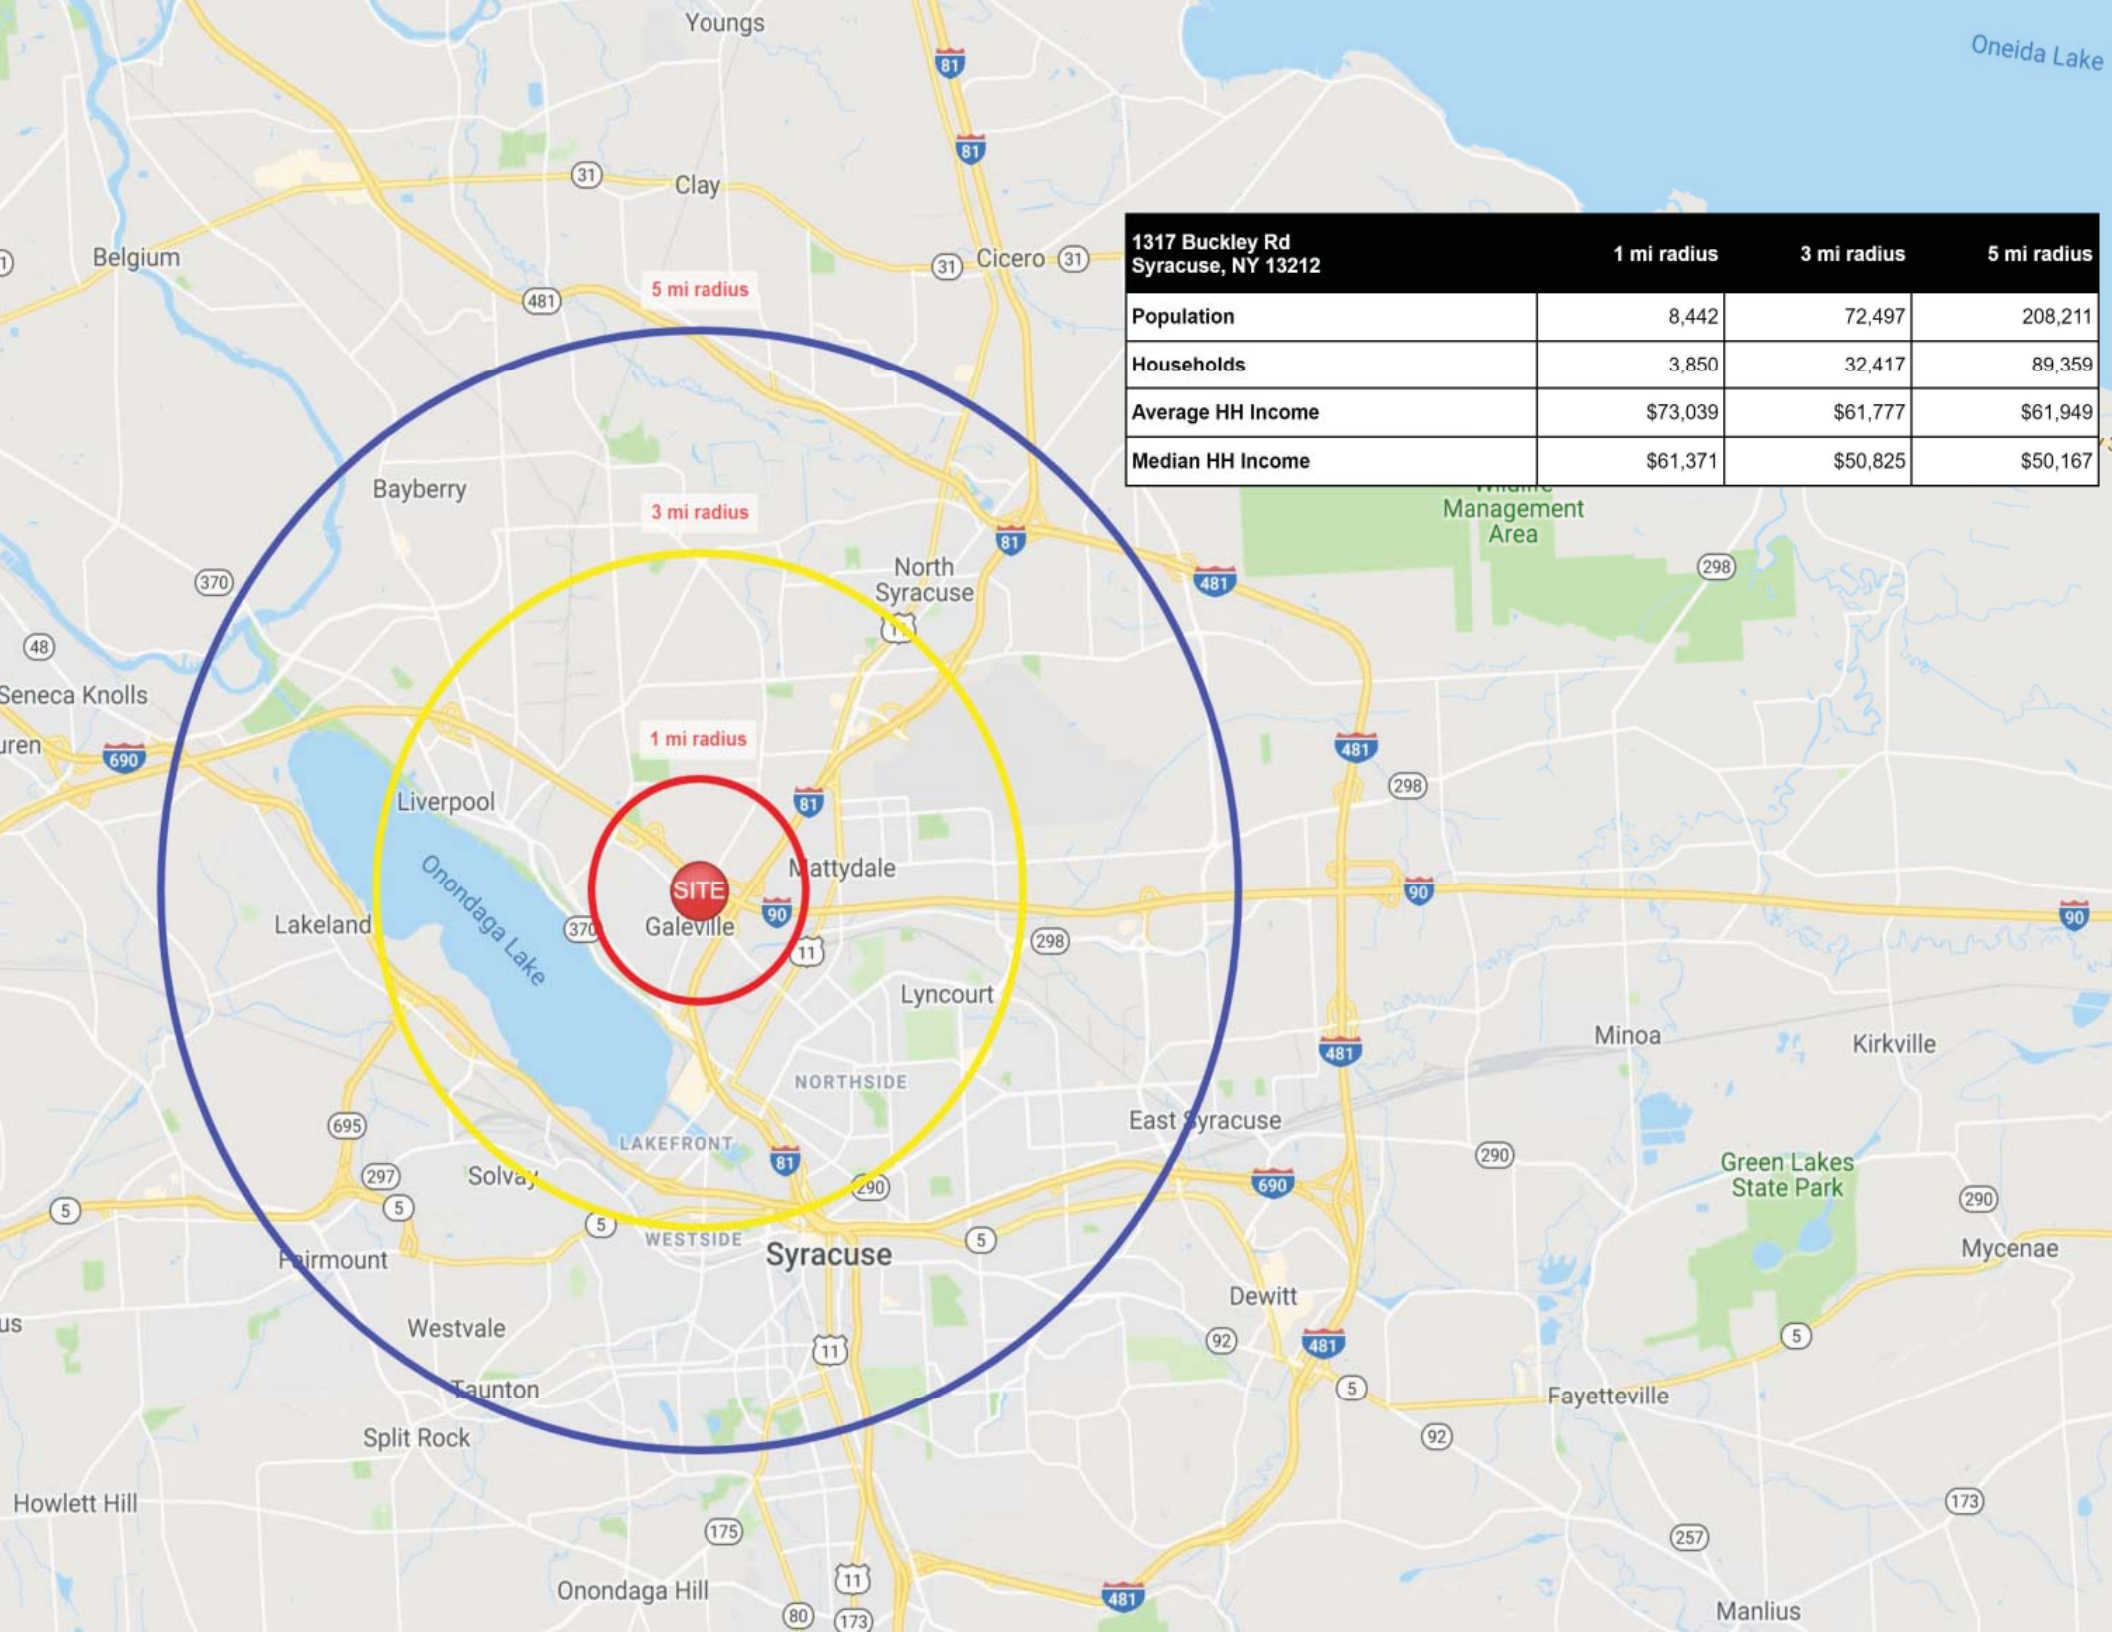 Youngs
Oneida Lake
81
81
31
Clay
Belgium
31
Cicero
31
1
5 mi radius
481
1317 Buckley Rd
Syracuse, NY 13212
1 mi radius
3 mi radius
5 mi radius
Population
8,442
72,497
208,211
Households
3,850
32,417
89,359
Average HH Income
$73,039
$61,777
$61,949
Median HH Income
$61,371
$50,825
$50,167
Bayberry
3 mi radius
Wildlife
Management
Area
81
North
Syracuse
11
298
370
481
48
Seneca Knolls
uren
690
1 mi radius
481
298
Liverpool
81
Mattydale
SITE
90
90
90
Onondaga Lake
Lakeland
370
Galeville
11
298
Lyncourt
Minoa
Kirkville
481
NORTHSIDE
695
LAKEFRONT
East Syracuse
81
290
297
Solvay
290
690
Green Lakes
State Park
290
5
5
5
WESTSIDE
Syracuse
5
Mycenae
Fairmount
Dewitt
us
Westvale
11
92
481
5
Taunton
5
Fayetteville
Split Rock
92
Howlett Hill
175
173
257
Onondaga Hill
11
481
80
173
Manlius